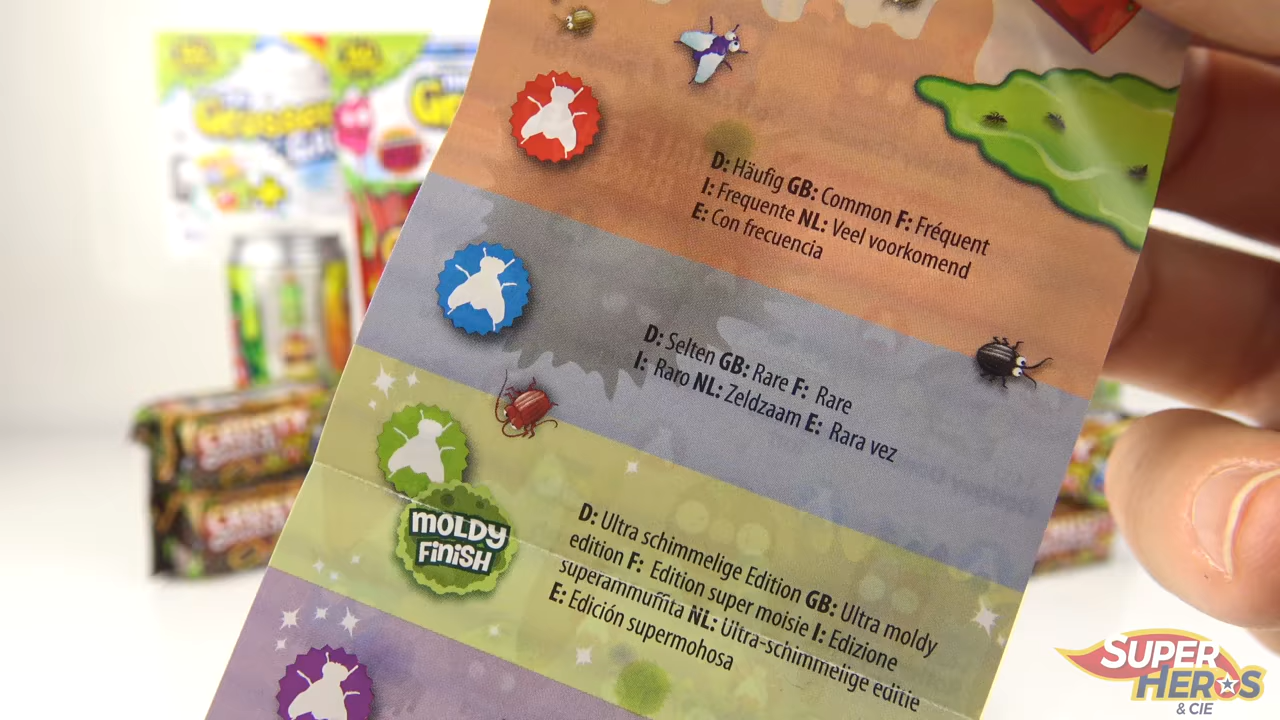 D: Häufig GB: Common F: Fréquent
I: Frequente NL: Veel voorkomend
E: Con frecuencia
D: Selten GB: Rare F: Rare
I: Raro NL: Zeldzaam E: Rara vez
MOLDY
FINISH
D: Ultra schimmelige Edition GB: Ultra moldy
edition F: Edition super moisie I: Edizione
superammuffita NL: Ultra-schimmelige editie
E: Edición supermohosa
SUPER
HEROS
& CIE